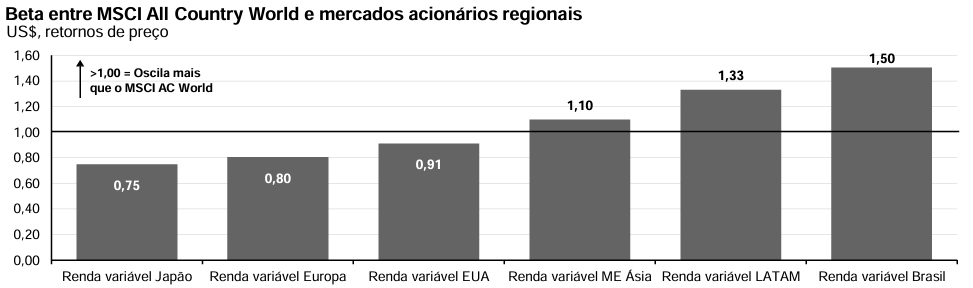 Beta entre MSCI All Country World e mercados acionários regionais
US$, retornos de preço
1,60
1,40
1,20
1,00
0,80
0,60
0,40
0,20
0,00
>1,00 = Oscila mais
que o MSCI AC World
0,75
0,80
0,91
1,10
1,33
1,50
Renda variável Japão
Renda variável Europa
Renda variável EUA
Renda variável ME Ásia
Renda variável LATAM
Renda variável Brasil